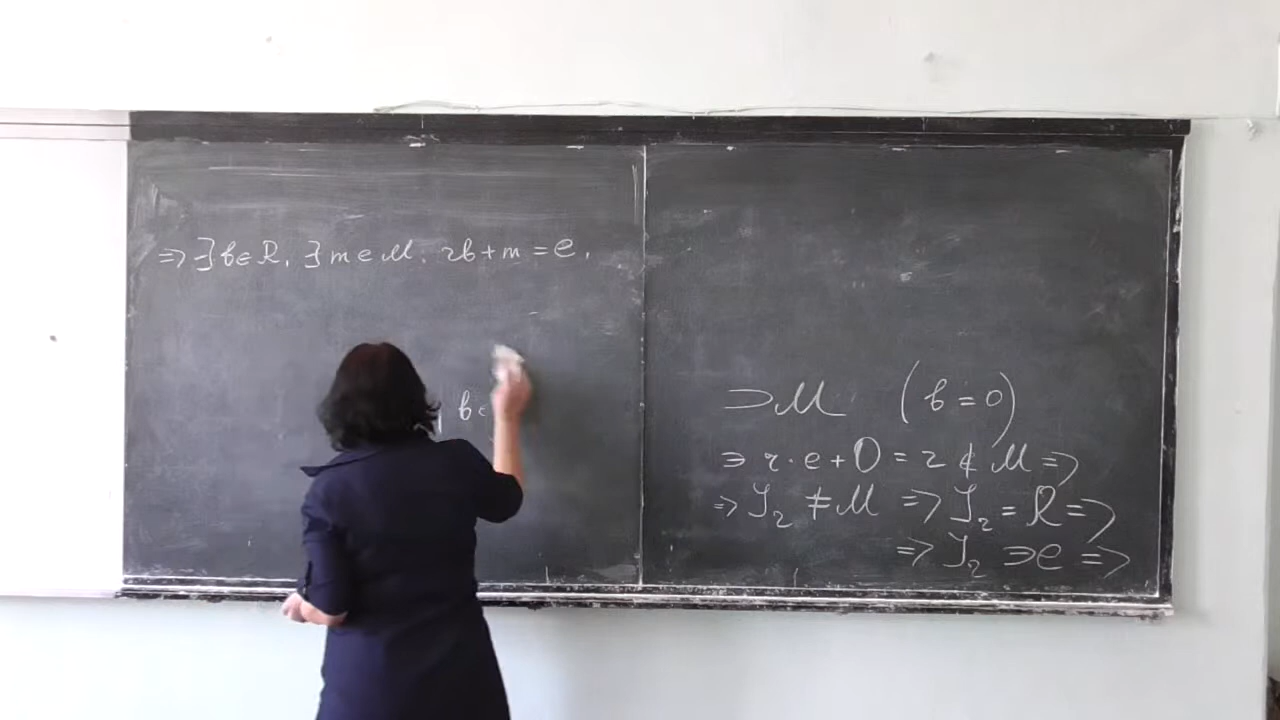 ⇒ ∃ b ∈ R, ∃ m ∈ M. rb + m = e,
b ∈
⊃ M (b = 0)
∋ r · e + 0 = r ∉ M ⇒
⇒ J₂ ≠ M ⇒ J₂ = R ⇒
⇒ J₂ ∋ e ⇒